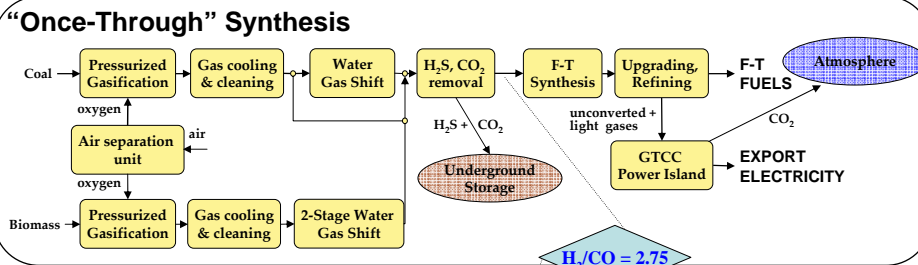 “Once-Through” Synthesis
Coal
Pressurized
Gasification
Gas cooling
& cleaning
Water
Gas Shift
H₂S, CO₂
removal
F-T
Synthesis
Upgrading,
Refining
F-T
FUELS
Atmosphere
oxygen
Air separation
unit
air
oxygen
H₂S + CO₂
Underground
Storage
unconverted +
light gases
CO₂
GTCC
Power Island
EXPORT
ELECTRICITY
Biomass
Pressurized
Gasification
Gas cooling
& cleaning
2-Stage Water
Gas Shift
H₂/CO = 2.75